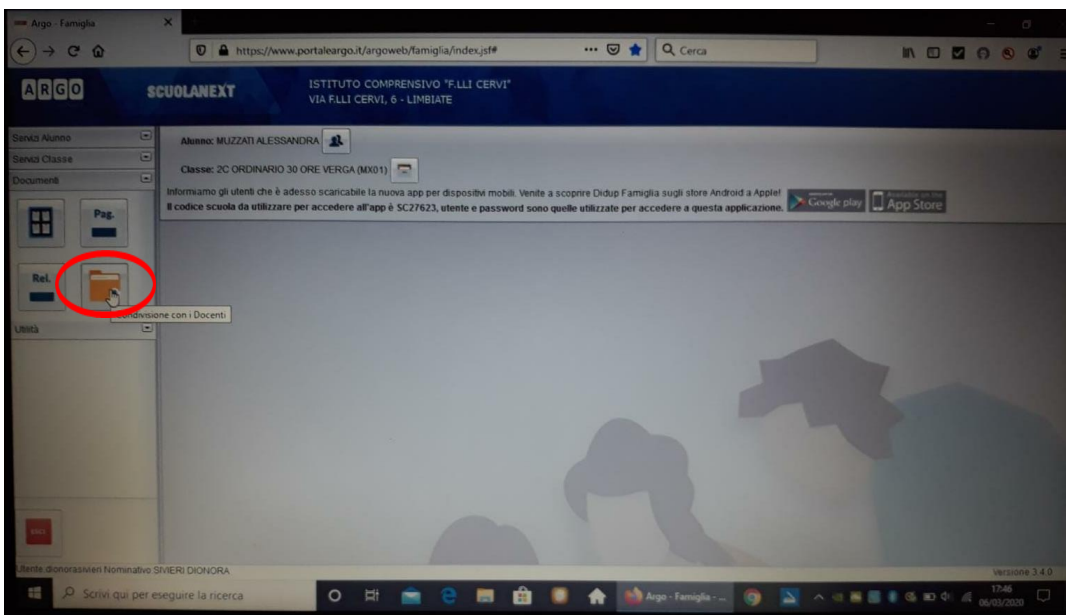 Argo - Famiglia
https://www.portaleargo.it/argoweb/famiglia/index.jsf#
Cerca
ARGO
SCUOLANEXT
ISTITUTO COMPRENSIVO "F.LLI CERVI"
VIA F.LLI CERVI, 6 - LIMBIATE
Servizi Alunno
Servizi Classe
Documenti
Pag.
Rel.
Condivisione con i Docenti
Utilità
Alunno: MUZZATI ALESSANDRA
Classe: 2C ORDINARIO 30 ORE VERGA (MX01)
Informiamo gli utenti che è adesso scaricabile la nuova app per dispositivi mobili. Venite a scoprire Didup Famiglia sugli store Android a Apple!
Il codice scuola da utilizzare per accedere all'app è SC27623, utente e password sono quelle utilizzate per accedere a questa applicazione.
Google play
Available on the
App Store
ESCI
Utente dionorasivieri Nominativo SIVIERI DIONORA
Versione 3.4.0
Scrivi qui per eseguire la ricerca
Argo - Famiglia - ...
17:46
06/03/2020